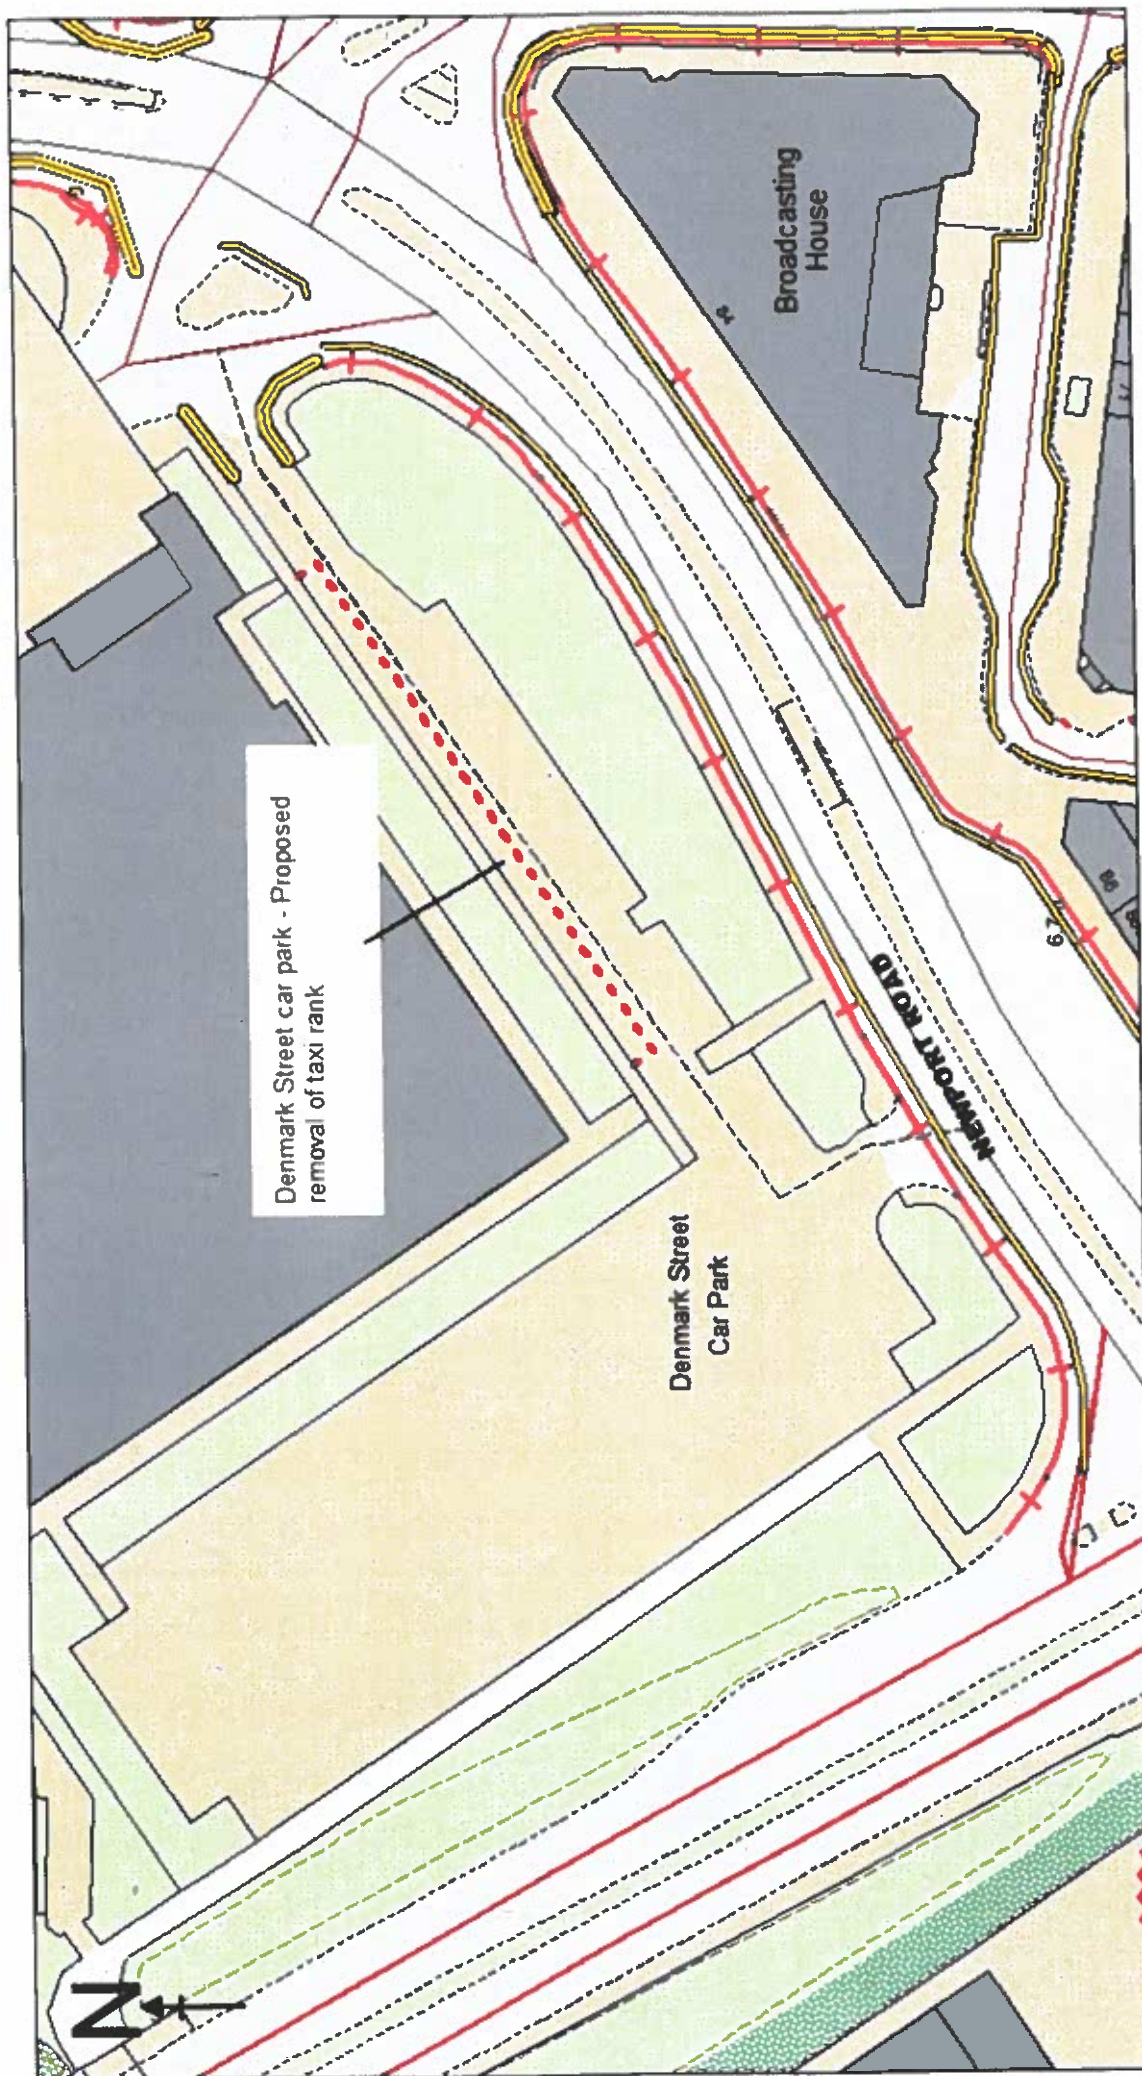 Denmark Street car park - Proposed
removal of taxi rank
Broadcasting
House
Denmark Street
Car Park
NEWPORT ROAD
N